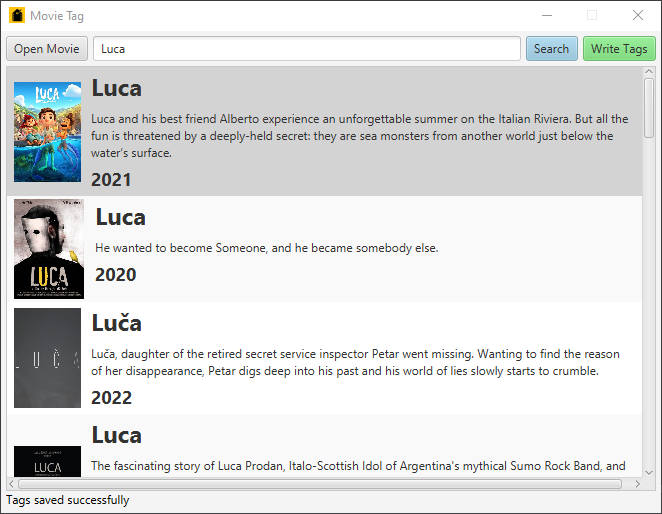 Movie Tag
Open Movie
Luca
Search
Write Tags
LUCA
Luca
Luca and his best friend Alberto experience an unforgettable summer on the Italian Riviera. But all the
fun is threatened by a deeply-held secret: they are sea monsters from another world just below the
water’s surface.
2021
LUCA
Luca
He wanted to become Someone, and he became somebody else.
2020
LUČA
Luča
Luča, daughter of the retired secret service inspector Petar went missing. Wanting to find the reason
of her disappearance, Petar digs deep into his past and his world of lies slowly starts to crumble.
2022
LUCA
Luca
The fascinating story of Luca Prodan, Italo-Scottish Idol of Argentina's mythical Sumo Rock Band, and
Tags saved successfully